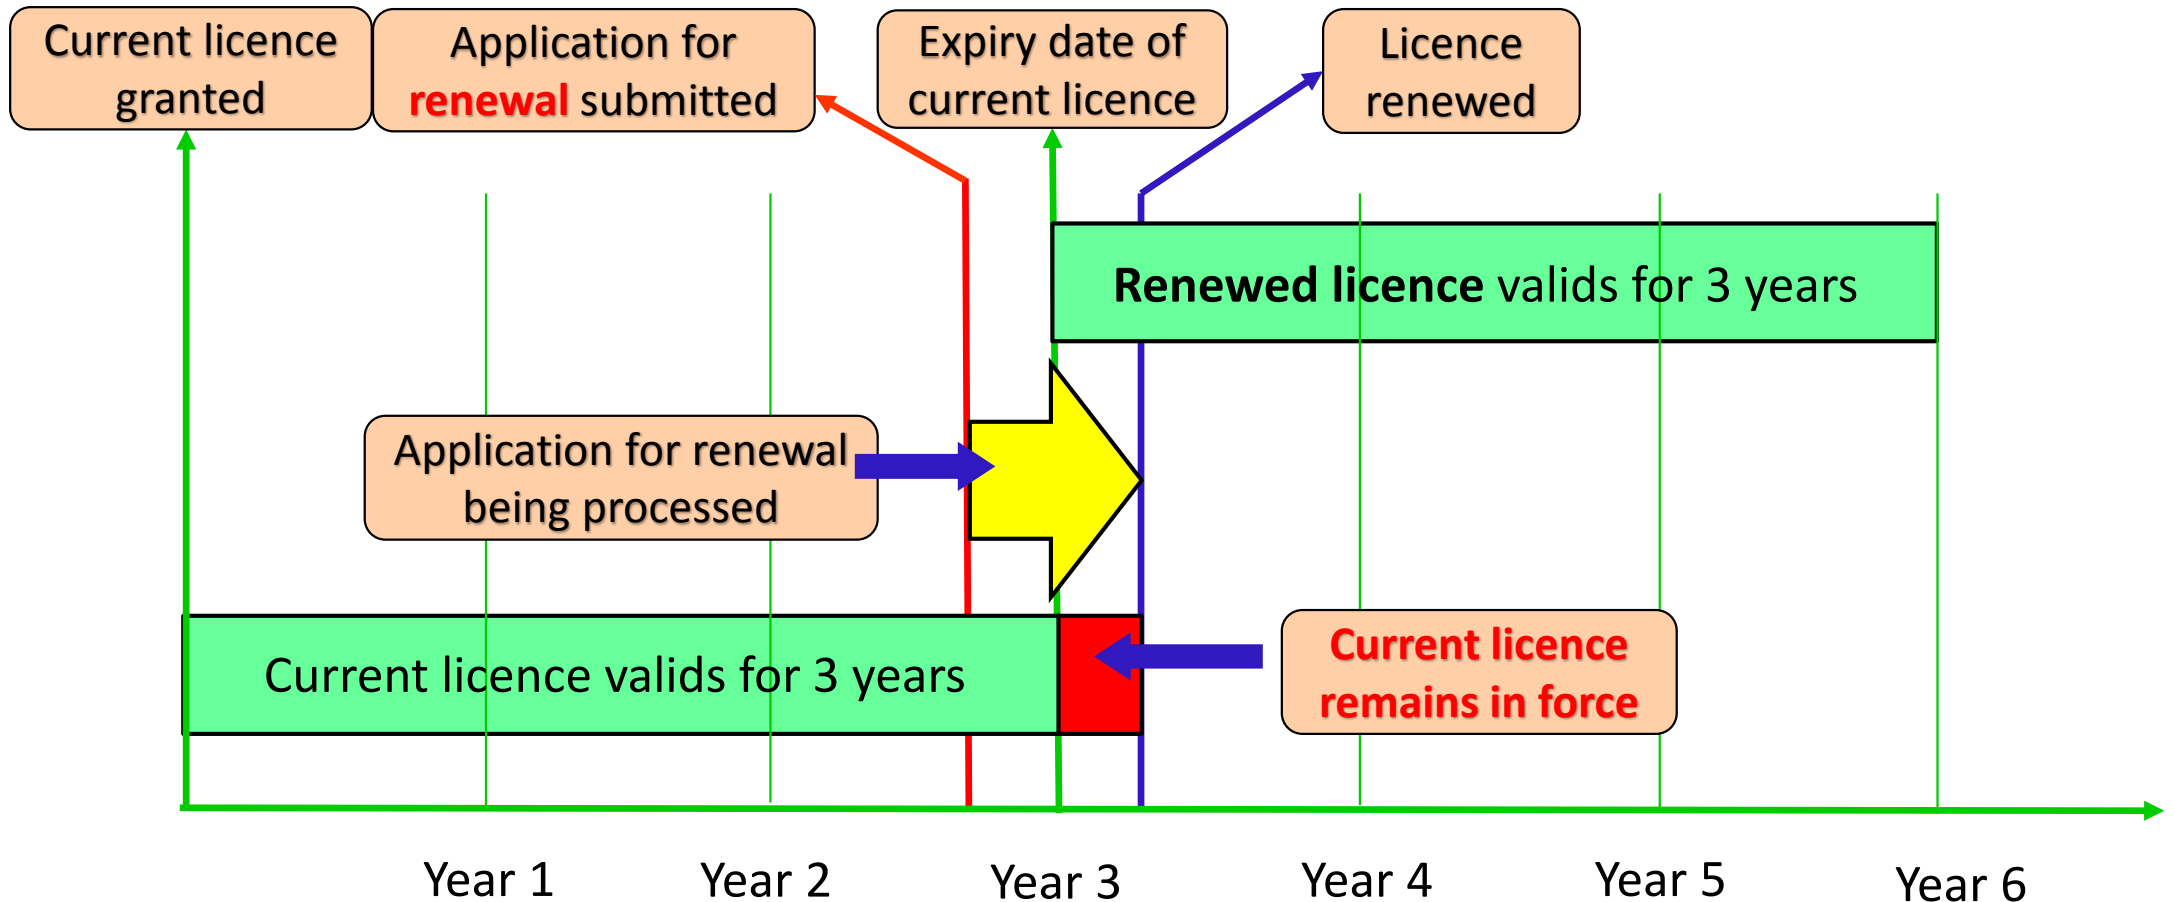 Current licence
granted
Application for
renewal submitted
Expiry date of
current licence
Licence
renewed
Renewed licence valids for 3 years
Application for renewal
being processed
Current licence valids for 3 years
Current licence
remains in force
Year 1
Year 2
Year 3
Year 4
Year 5
Year 6